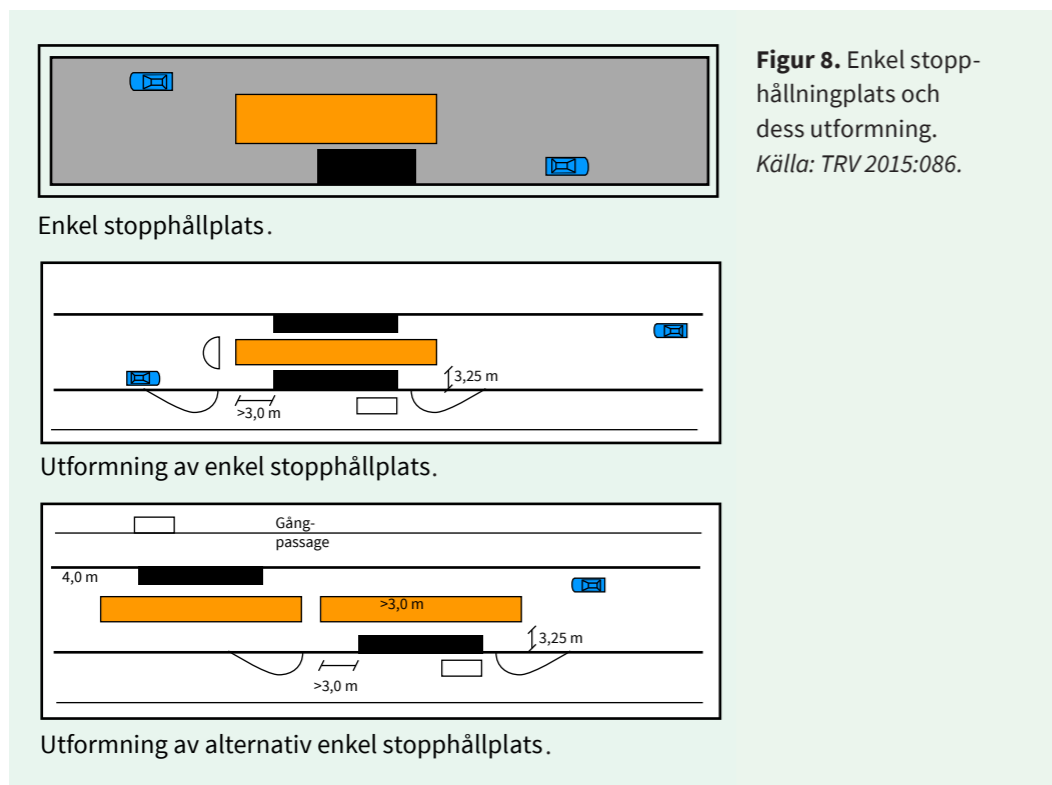 Figur 8. Enkel stopp-
hållningplats och
dess utformning.
Källa: TRV 2015:086.
Enkel stopphållplats.
3,25 m
>3,0 m
Utformning av enkel stopphållplats.
Gång-
passage
4,0 m
>3,0 m
3,25 m
>3,0 m
Utformning av alternativ enkel stopphållplats.